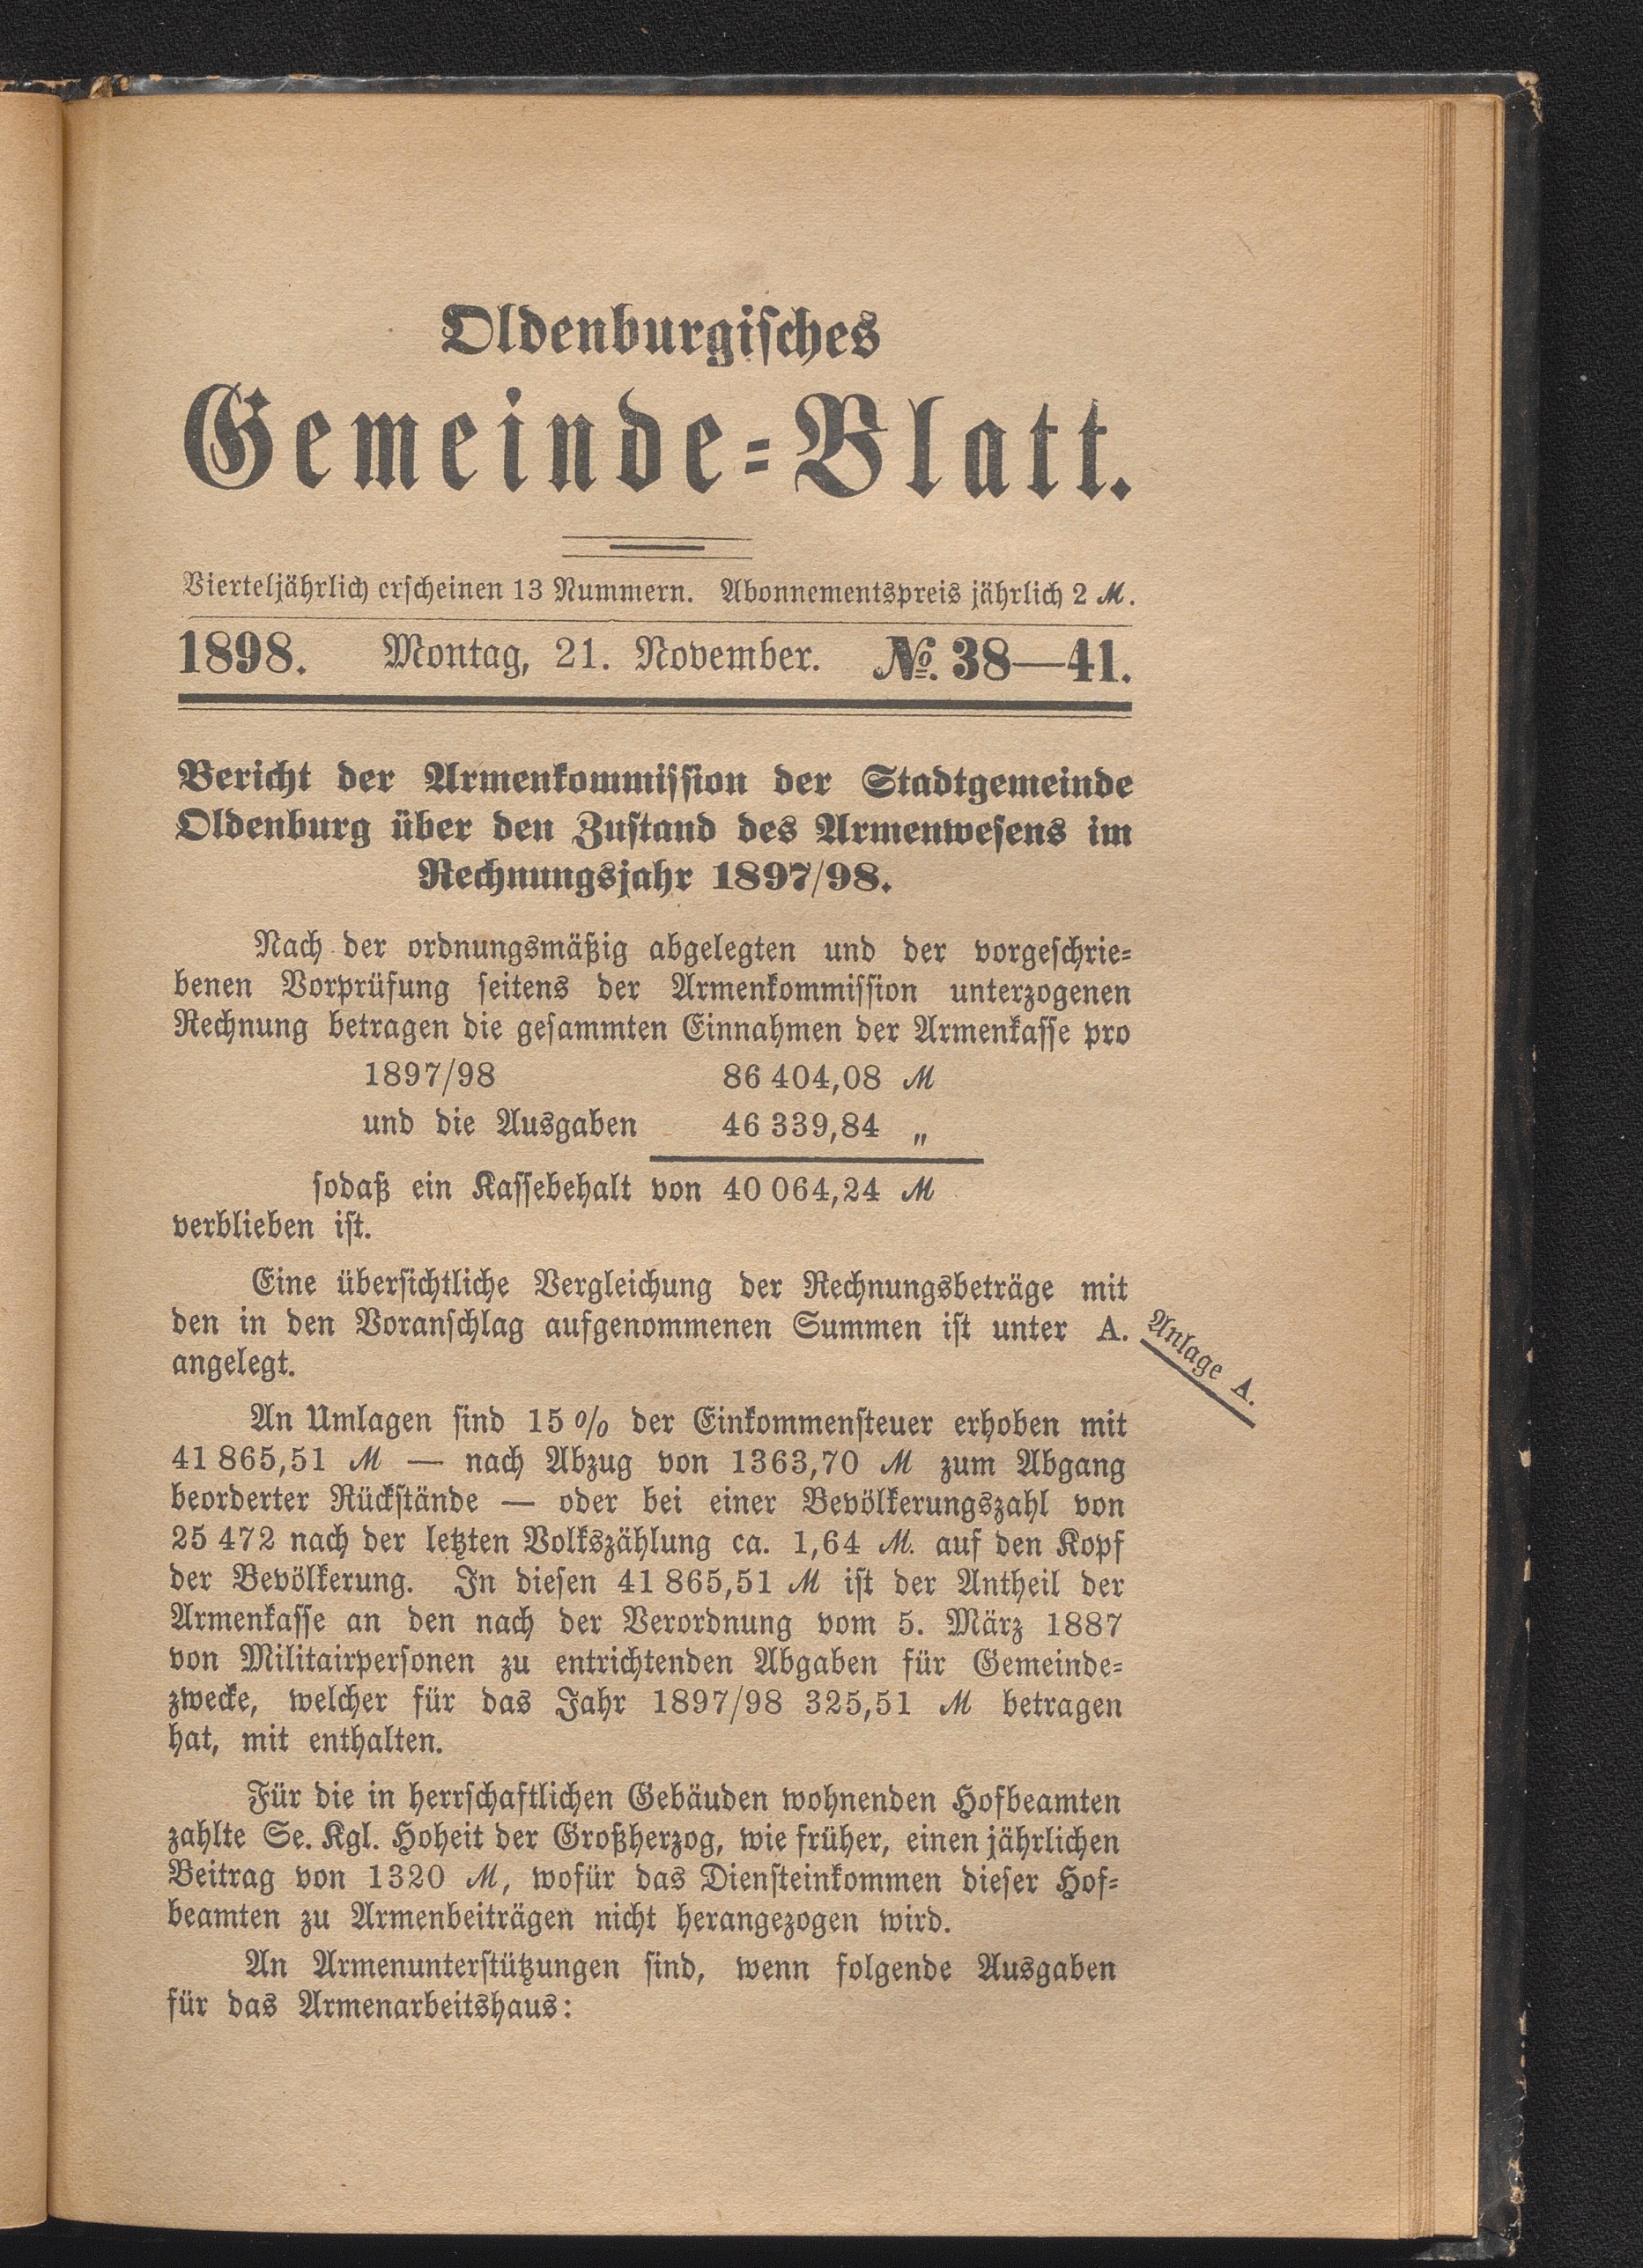 Oldenburgisches
Gemeinde-Blatt.
Vierteljährlich erscheinen 13 Nummern. Abonnementspreis jährlich 2 ℳ.
1898. Montag, 21. November. №. 38—41.
Bericht der Armenkommission der Stadtgemeinde
Oldenburg über den Zustand des Armenwesens im
Rechnungsjahr 1897/98.
Nach der ordnungsmäßig abgelegten und der vorgeschrie-
benen Vorprüfung seitens der Armenkommission unterzogenen
Rechnung betragen die gesammten Einnahmen der Armenkasse pro
1897/98 86 404,08 ℳ
und die Ausgaben 46 339,84 „
sodaß ein Kassebehalt von 40 064,24 ℳ
verblieben ist.
Eine übersichtliche Vergleichung der Rechnungsbeträge mit
den in den Voranschlag aufgenommenen Summen ist unter A.
Anlage A.
angelegt.
An Umlagen sind 15 % der Einkommensteuer erhoben mit
41 865,51 ℳ — nach Abzug von 1363,70 ℳ zum Abgang
beorderter Rückstände — oder bei einer Bevölkerungszahl von
25 472 nach der letzten Volkszählung ca. 1,64 ℳ. auf den Kopf
der Bevölkerung. In diesen 41 865,51 ℳ ist der Antheil der
Armenkasse an den nach der Verordnung vom 5. März 1887
von Militairpersonen zu entrichtenden Abgaben für Gemeinde-
zwecke, welcher für das Jahr 1897/98 325,51 ℳ betragen
hat, mit enthalten.
Für die in herrschaftlichen Gebäuden wohnenden Hofbeamten
zahlte Se. Kgl. Hoheit der Großherzog, wie früher, einen jährlichen
Beitrag von 1320 ℳ, wofür das Diensteinkommen dieser Hof-
beamten zu Armenbeiträgen nicht herangezogen wird.
An Armenunterstützungen sind, wenn folgende Ausgaben
für das Armenarbeitshaus: